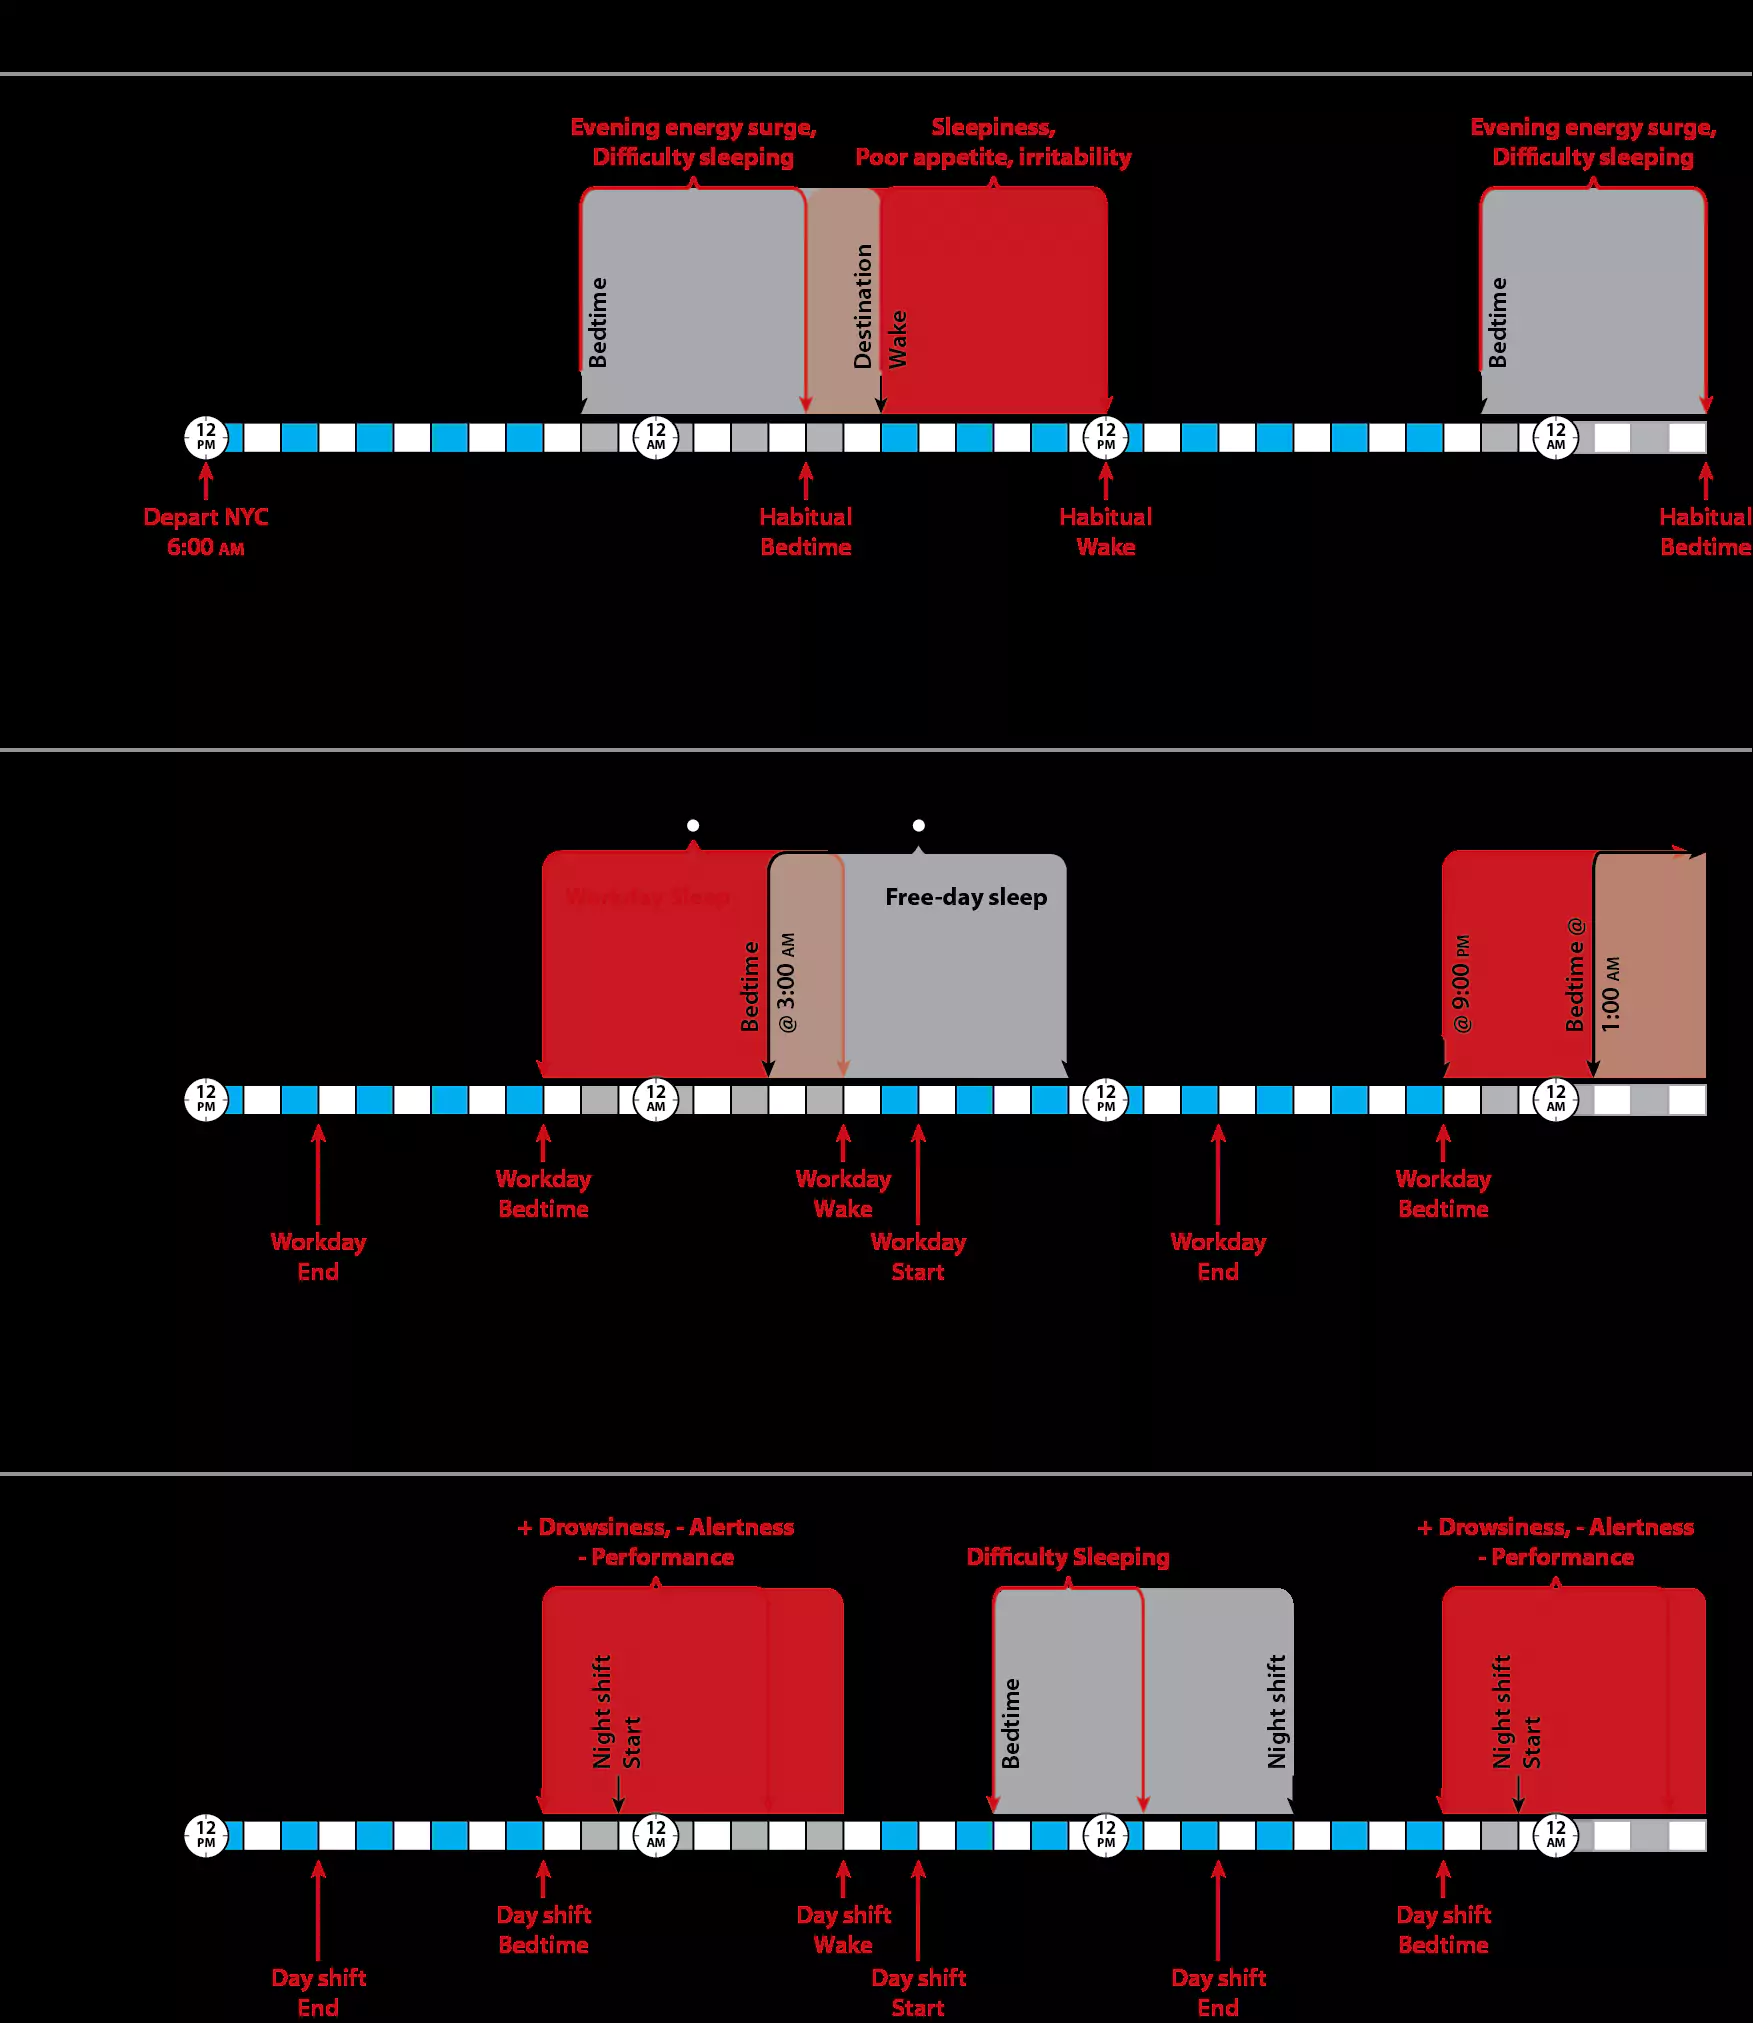 Evening energy surge,
Difficulty sleeping
Sleepiness,
Poor appetite, irritability
Evening energy surge,
Difficulty sleeping
Bedtime
Destination
Wake
Bedtime
12
PM
12
AM
12
PM
12
AM
Depart NYC
6:00 AM
Habitual
Bedtime
Habitual
Wake
Habitual
Bedtime
Workday Sleep
Free-day sleep
Bedtime
@ 3:00 AM
@ 9:00 PM
Bedtime @
1:00 AM
12
PM
12
AM
12
PM
12
AM
Workday
Bedtime
Workday
Wake
Workday
Bedtime
Workday
End
Workday
Start
Workday
End
+ Drowsiness, - Alertness
- Performance
Difficulty Sleeping
+ Drowsiness, - Alertness
- Performance
Night shift
Start
Bedtime
Night shift
Night shift
Start
12
PM
12
AM
12
PM
12
AM
Day shift
Bedtime
Day shift
Wake
Day shift
Bedtime
Day shift
End
Day shift
Start
Day shift
End